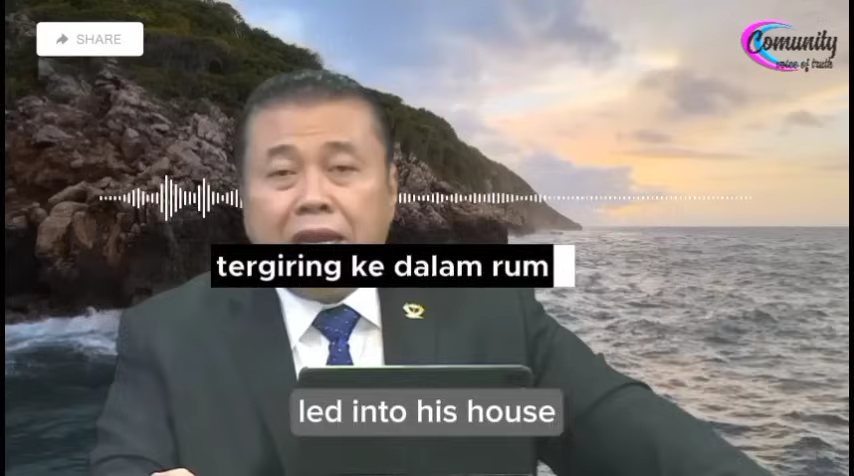 SHARE
Comunity
voice of truth
tergiring ke dalam rum
led into his house